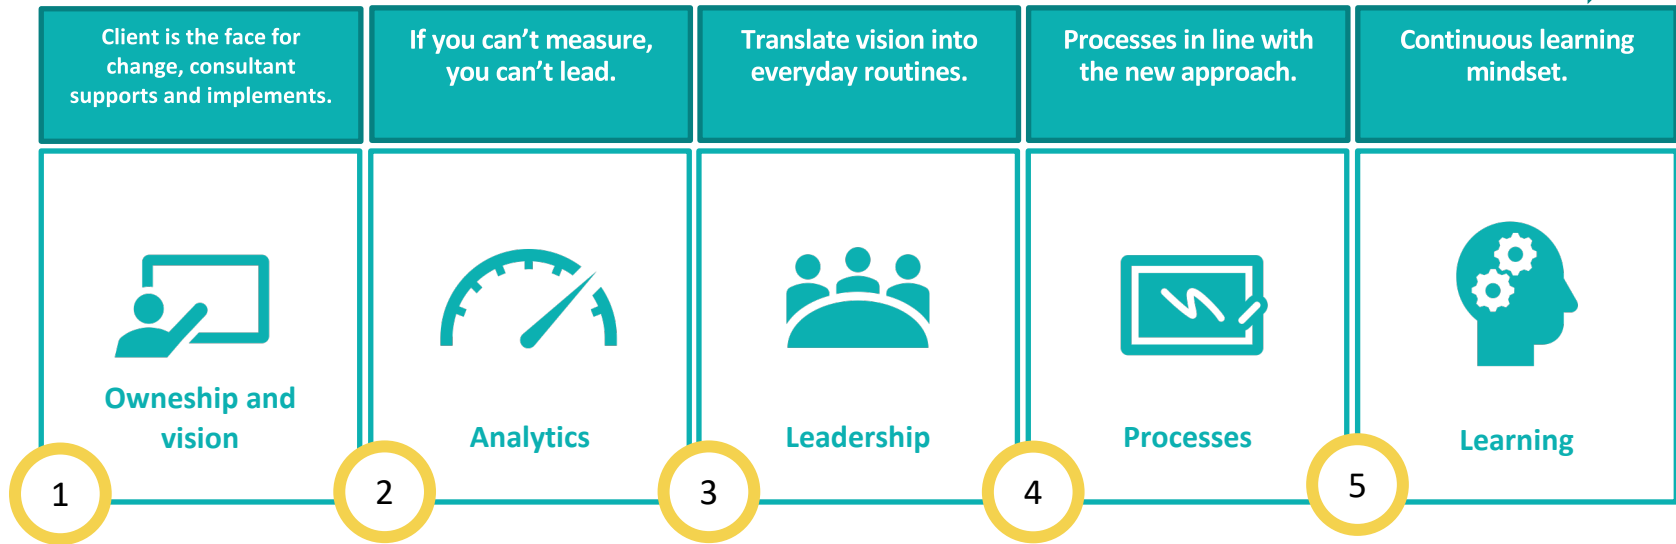 Client is the face for
change, consultant
supports and implements.
If you can't measure,
you can't lead.
Translate vision into
everyday routines.
Processes in line with
the new approach.
Continuous learning
mindset.
Owneship and
vision
Analytics
Leadership
Processes
Learning
1
2
3
4
5